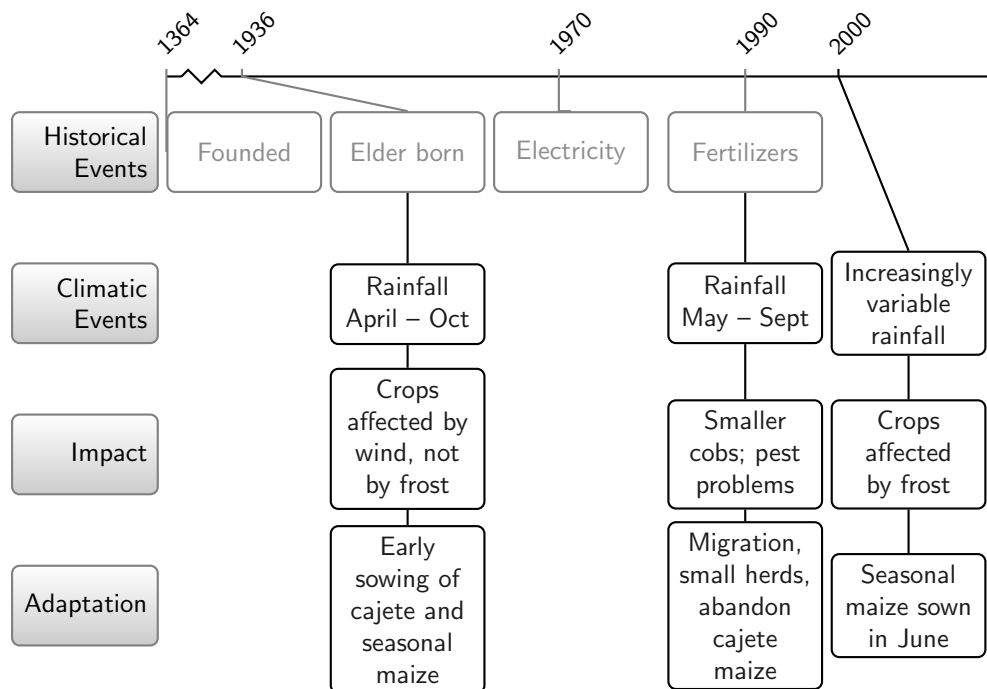 1364
1936
1970
1990
2000
Historical
Events
Founded
Elder born
Electricity
Fertilizers
Climatic
Events
Rainfall
April – Oct
Rainfall
May – Sept
Increasingly
variable
rainfall
Impact
Crops
affected by
wind, not
by frost
Smaller
cobs; pest
problems
Crops
affected
by frost
Adaptation
Early
sowing of
cajete and
seasonal
maize
Migration,
small herds,
abandon
cajete
maize
Seasonal
maize sown
in June